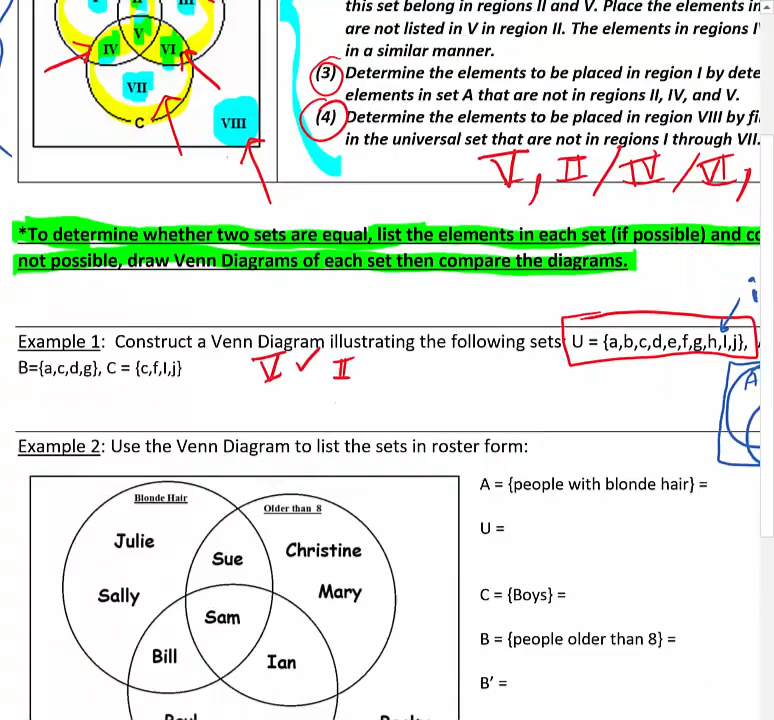 II
III
this set belong in regions II and V. Place the elements in
V
are not listed in V in region II. The elements in regions
IV
VI
in a similar manner.
(3) Determine the elements to be placed in region I by dete
VII
elements in set A that are not in regions II, IV, and V.
C
VIII
(4) Determine the elements to be placed in region VIII by fi
in the universal set that are not in regions I through VII.
V, II / IV / VI,
*To determine whether two sets are equal, list the elements in each set (if possible) and co
not possible, draw Venn Diagrams of each set then compare the diagrams.
i
Example 1: Construct a Venn Diagram illustrating the following sets: U = {a,b,c,d,e,f,g,h,I,j},
B={a,c,d,g}, C = {c,f,I,j}
V ✓ II
A
Example 2: Use the Venn Diagram to list the sets in roster form:
Blonde Hair
Older than 8
A = {people with blonde hair} =
U =
Julie
Christine
Sue
Sally
Mary
C = {Boys} =
Sam
B = {people older than 8} =
Bill
Ian
B' =